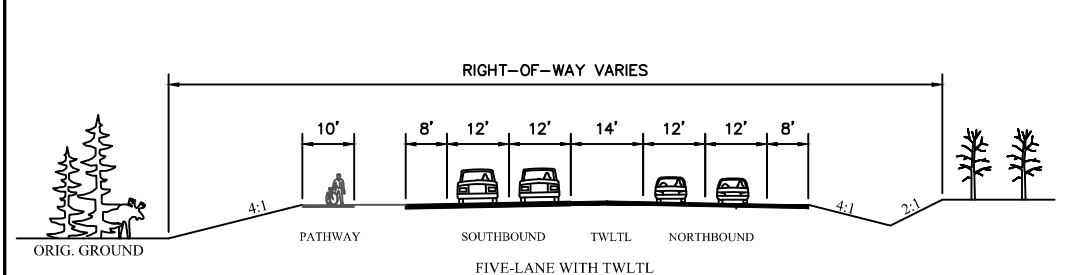 RIGHT-OF-WAY VARIES
10' 8' 12' 12' 14' 12' 12' 8'
4:1 4:1 2:1
PATHWAY SOUTHBOUND TWLTL NORTHBOUND
ORIG. GROUND
FIVE-LANE WITH TWLTL